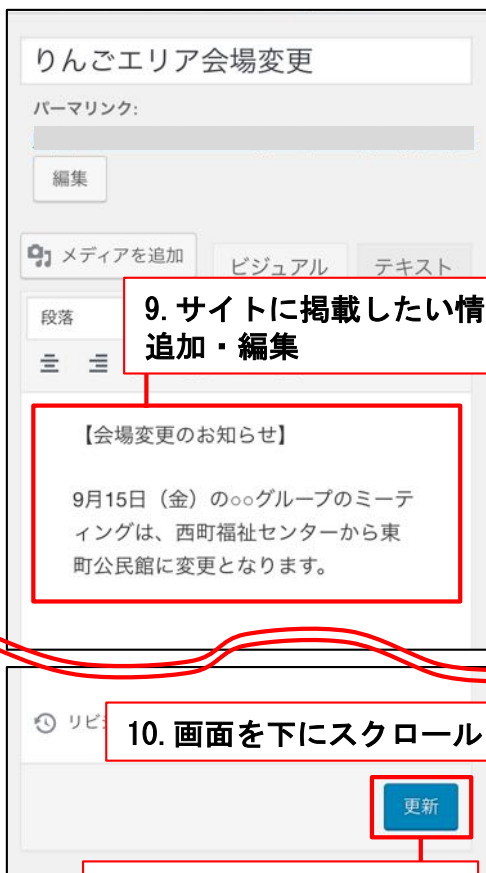 りんごエリア会場変更
パーマリンク:
編集
メディアを追加
ビジュアル
テキスト
段落
9.サイトに掲載したい情
追加・編集
【会場変更のお知らせ】
9月15日（金）の○○グループのミーテ
ィングは、西町福祉センターから東
町公民館に変更となります。
リビ
10.画面を下にスクロール
更新